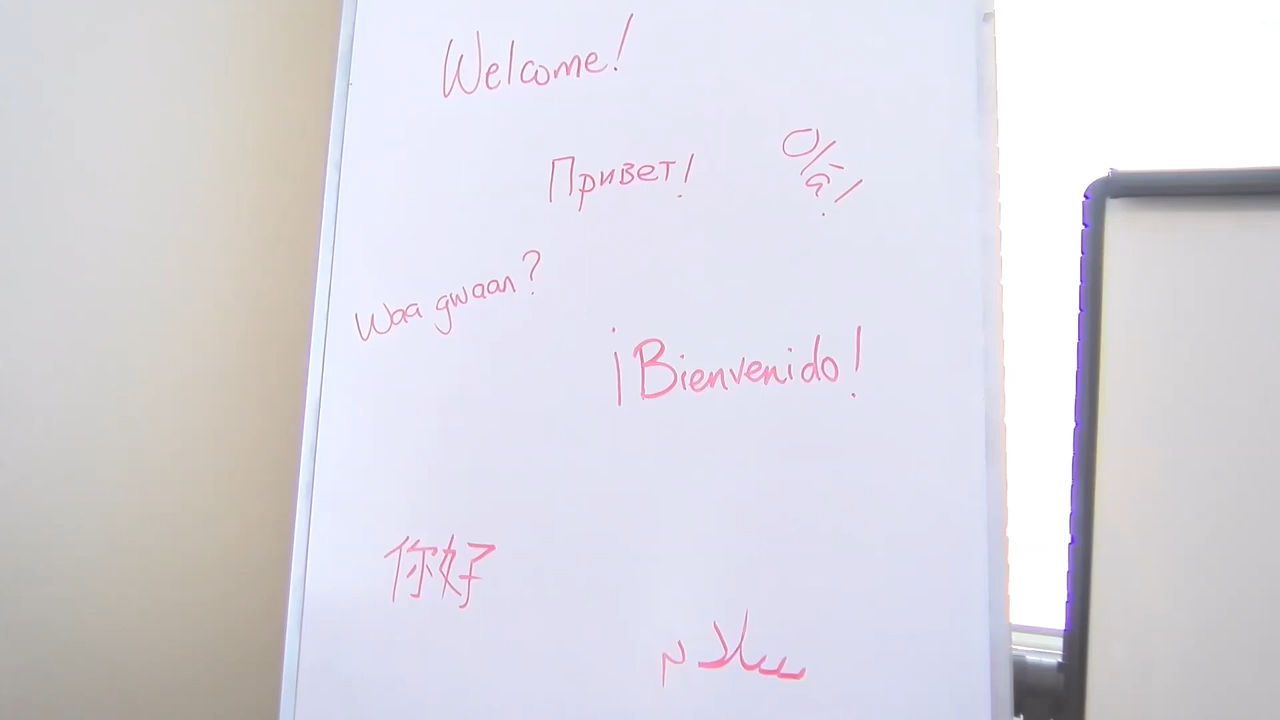 Welcome!
Привет!
Olá!
Waa gwaan?
¡Bienvenido!
你好
سلام